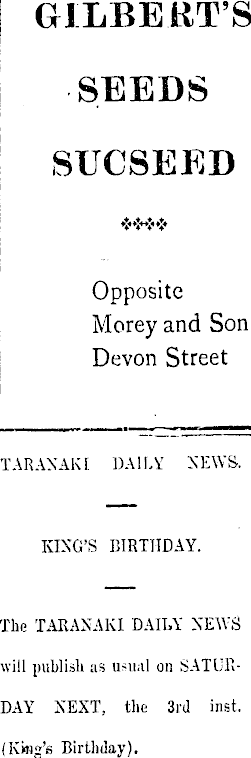 GILBERT'S
SEEDS
SUCSEED
Opposite
Morey and Son
Devon Street
TARANAKI DAILY NEWS.
KING'S BIRTHDAY.
The TARANAKI DAILY NEWS
will publish as usual on SATUR-
DAY NEXT, the 3rd inst.
(King's Birthday).